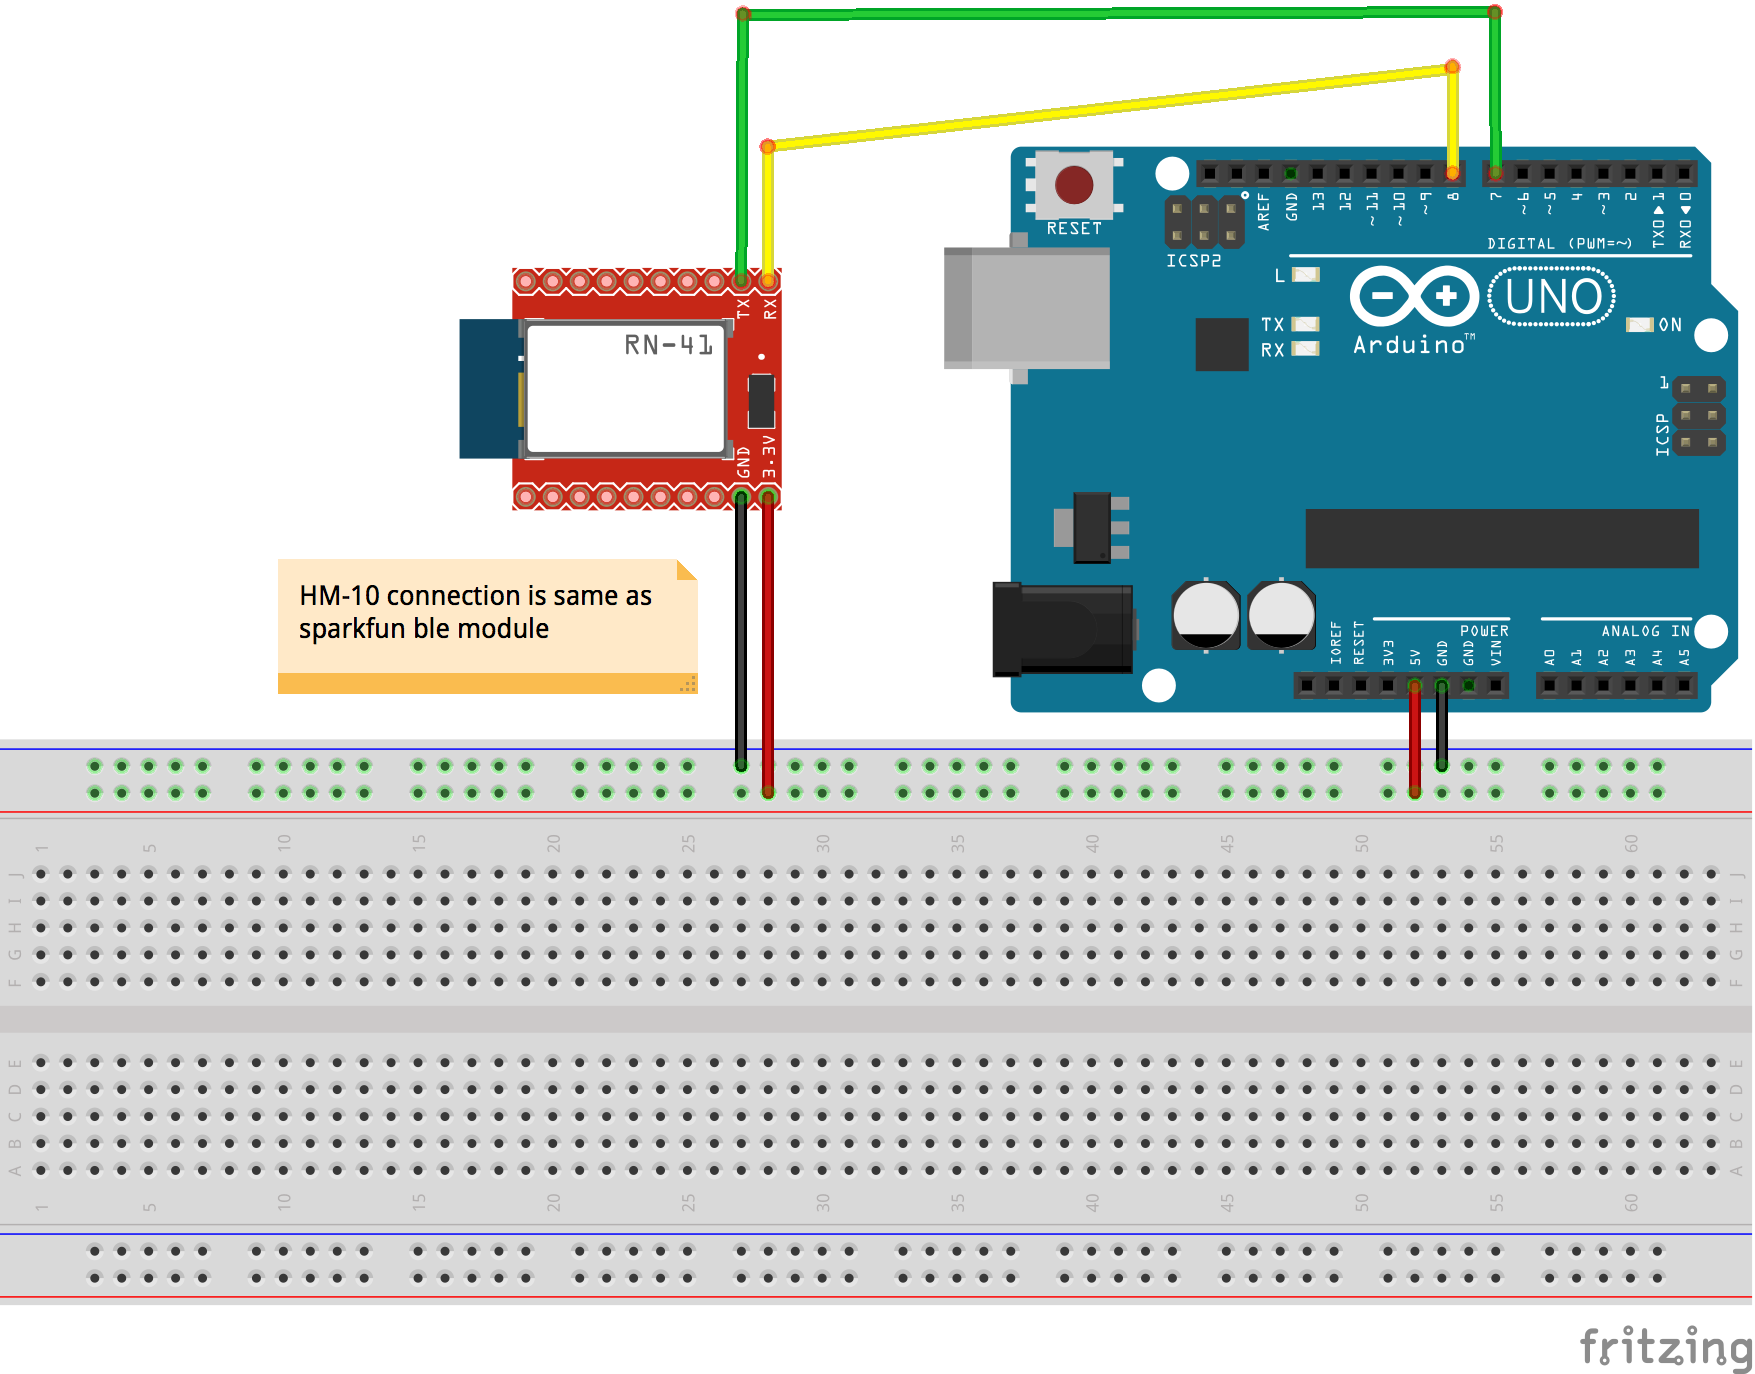 RESET
ICSP2
AREF
GND
13
12
~11
~10
~9
8
7
~6
~5
4
~3
2
TX0▶1
RX0◀0
DIGITAL (PWM=~)
L
TX
RX
UNO
Arduino™
ON
1
ICSP
TX
RX
RN-41
GND
3.3V
HM-10 connection is same as
sparkfun ble module
IOREF
RESET
3V3
5V
GND
GND
VIN
POWER
ANALOG IN
A0
A1
A2
A3
A4
A5
1 5 10 15 20 25 30 35 40 45 50 55 60
J J
I I
H H
G G
F F
E E
D D
C C
B B
A A
1 5 10 15 20 25 30 35 40 45 50 55 60
fritzing